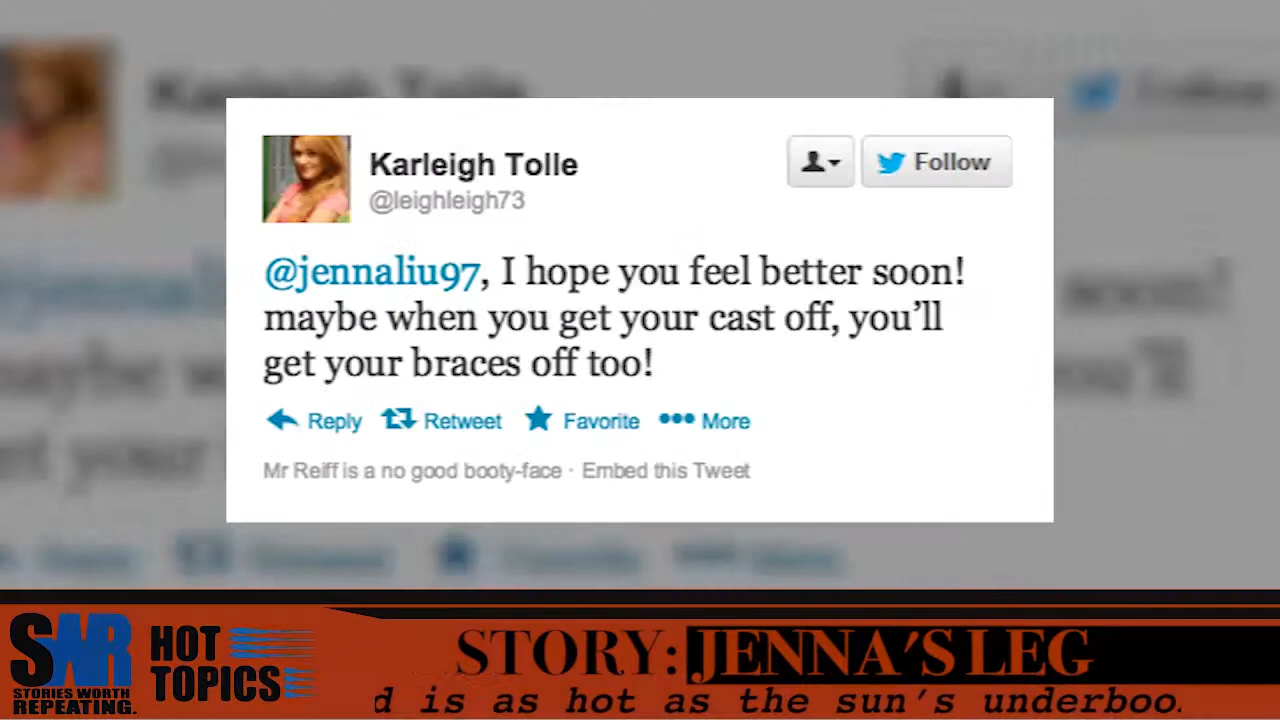 Karleigh Tolle
@leighleigh73
Follow
@jennaliu97, I hope you feel better soon!
maybe when you get your cast off, you'll
get your braces off too!
Reply Retweet Favorite More
Mr Reiff is a no good booty-face · Embed this Tweet
SWR
STORIES WORTH
REPEATING.
HOT
TOPICS
STORY: JENNA'S LEG
d is as hot as the sun's underboo